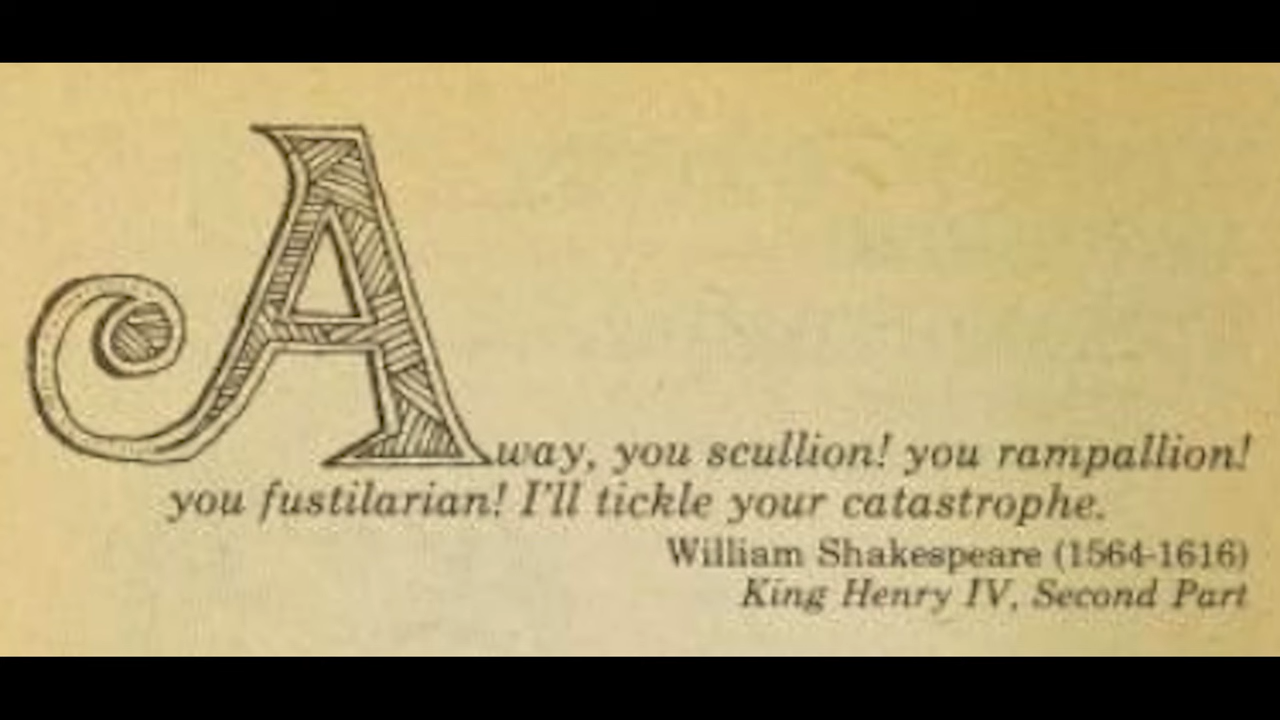 Away, you scullion! you rampallion!
you fustilarian! I'll tickle your catastrophe.
William Shakespeare (1564-1616)
King Henry IV, Second Part